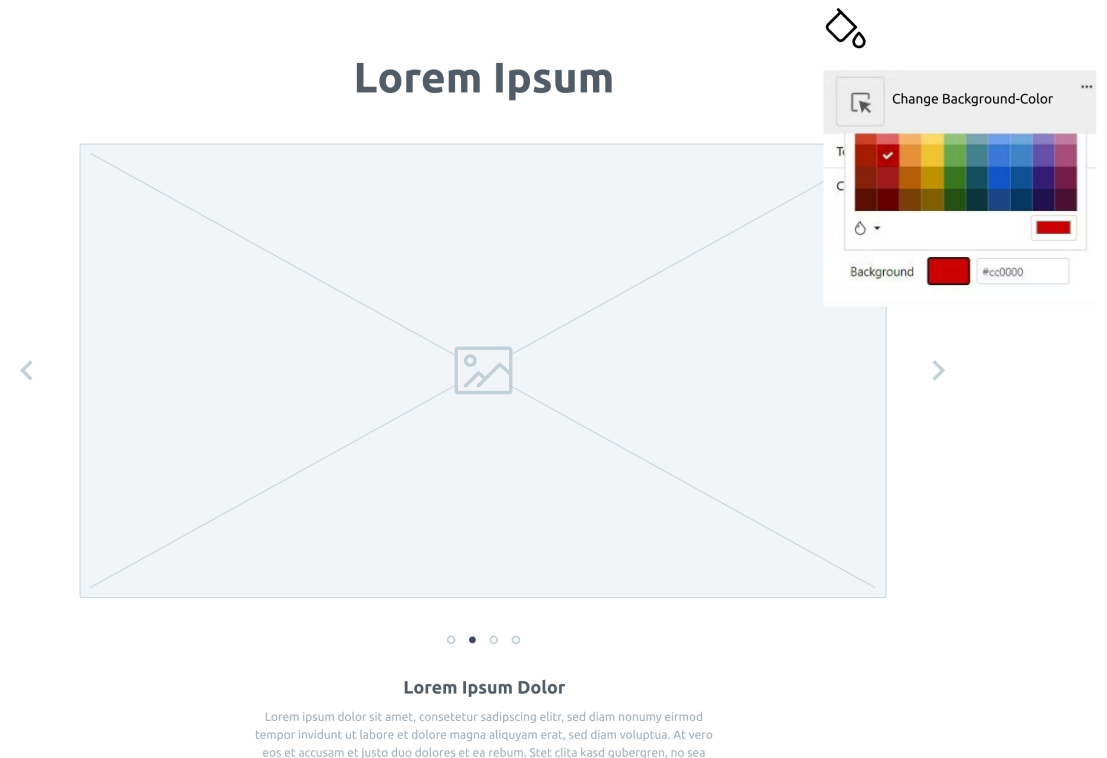 Lorem Ipsum
Change Background-Color
Background
#cc0000
Lorem Ipsum Dolor
Lorem ipsum dolor sit amet, consetetur sadipscing elitr, sed diam nonumy eirmod
tempor invidunt ut labore et dolore magna aliquyam erat, sed diam voluptua. At vero
eos et accusam et justo duo dolores et ea rebum. Stet clita kasd gubergren, no sea